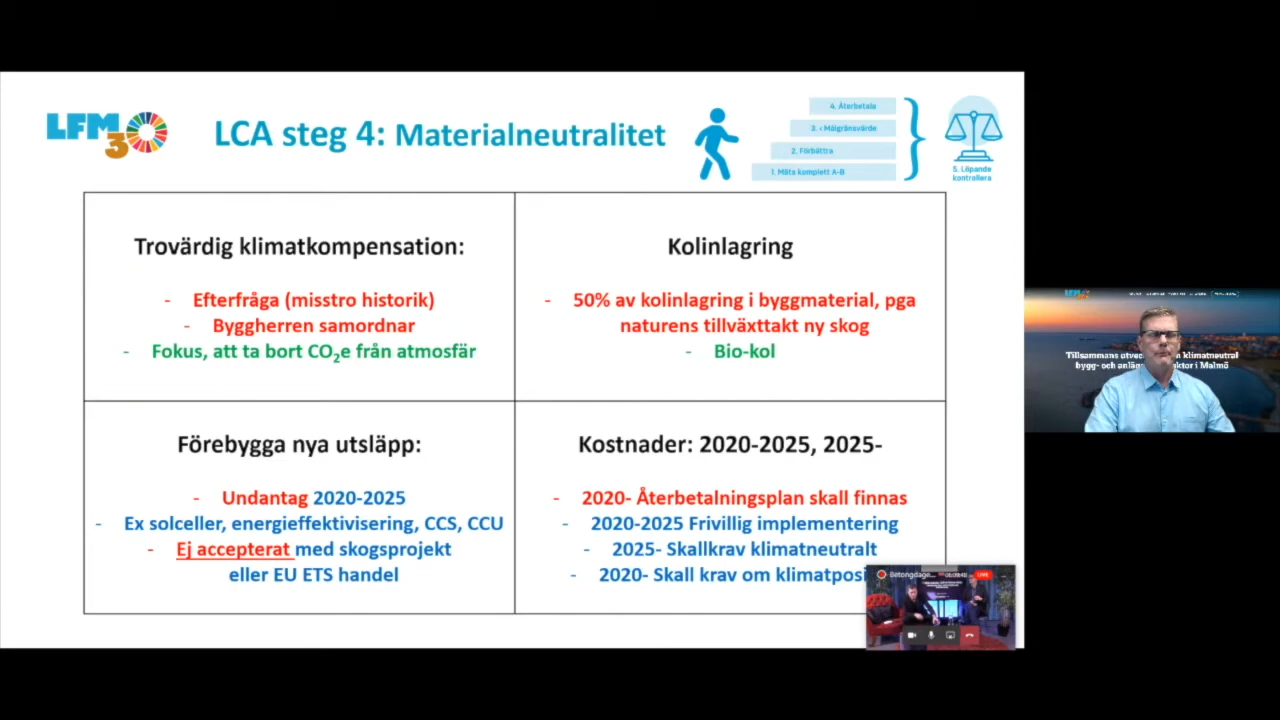 LFM30
LCA steg 4: Materialneutralitet
4. Återbetala
3. < Målgränsvärde
2. Förbättra
1. Mäta komplett A-B
5. Löpande
kontrollera
Trovärdig klimatkompensation:
- Efterfråga (misstro historik)
- Byggherren samordnar
- Fokus, att ta bort CO2e från atmosfär
Kolinlagring
- 50% av kolinlagring i byggmaterial, pga
naturens tillväxttakt ny skog
- Bio-kol
Förebygga nya utsläpp:
- Undantag 2020-2025
- Ex solceller, energieffektivisering, CCS, CCU
- Ej accepterat med skogsprojekt
eller EU ETS handel
Kostnader: 2020-2025, 2025-
- 2020- Återbetalningsplan skall finnas
- 2020-2025 Frivillig implementering
- 2025- Skallkrav klimatneutralt
- 2020- Skall krav om klimatposi
Betongdage...
LIVE
LFM
Tillsammans utvec klimatneutral
bygg- och anläg ktor i Malmö